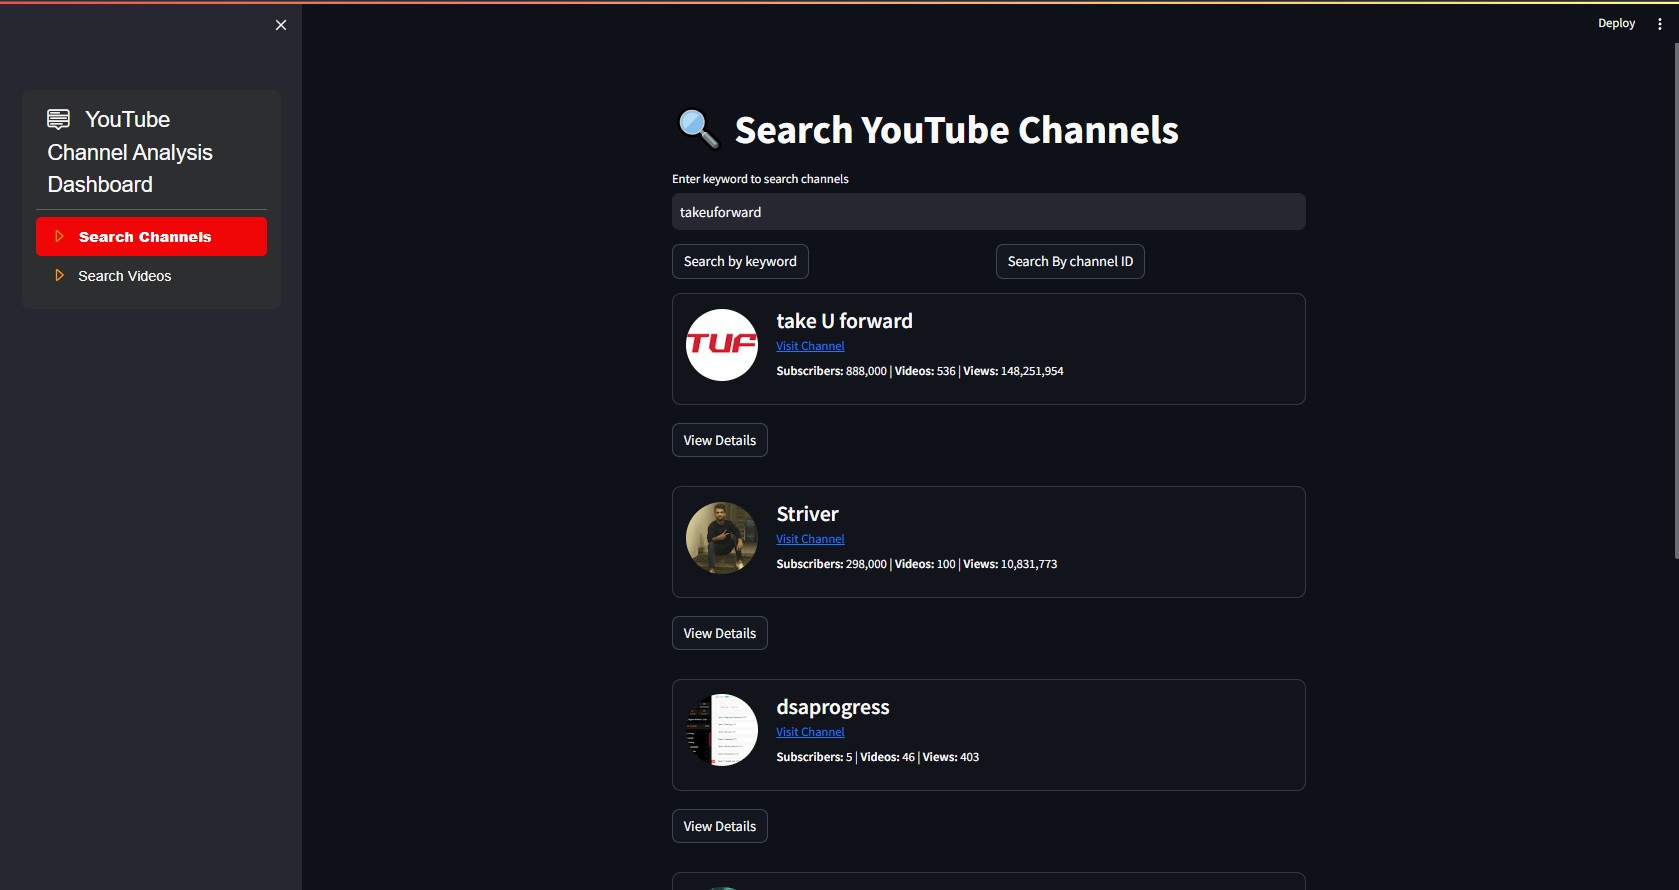 Deploy
YouTube
Channel Analysis
Dashboard
Search Channels
Search Videos
Search YouTube Channels
Enter keyword to search channels
takeuforward
Search by keyword
Search By channel ID
TUF
take U forward
Visit Channel
Subscribers: 888,000 | Videos: 536 | Views: 148,251,954
View Details
Striver
Visit Channel
Subscribers: 298,000 | Videos: 100 | Views: 10,831,773
View Details
dsaprogress
Visit Channel
Subscribers: 5 | Videos: 46 | Views: 403
View Details